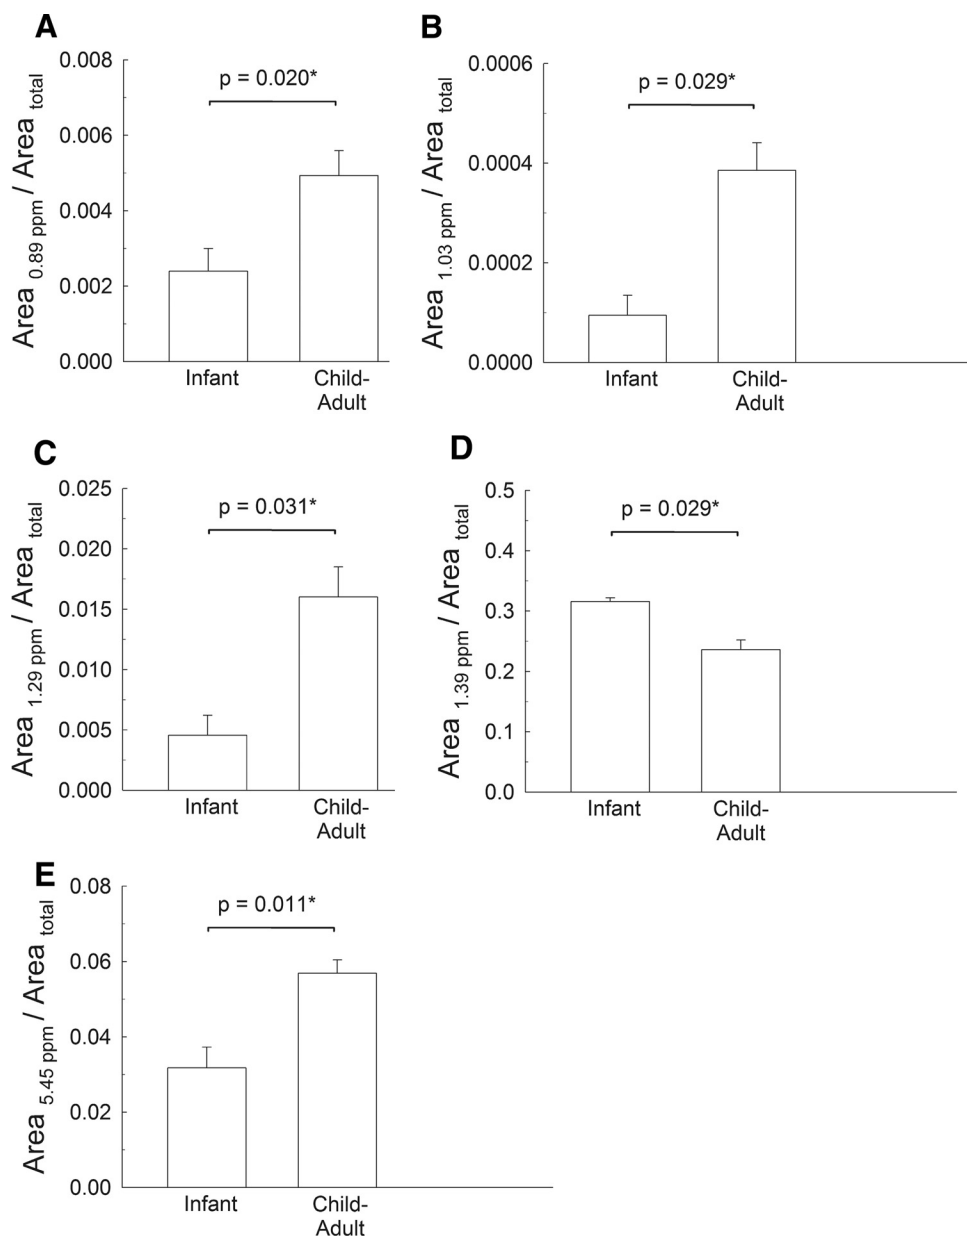 A
Area 0.89 ppm / Area total
0.008
0.006
0.004
0.002
0.000
p = 0.020*
Infant
Child-
Adult
B
Area 1.03 ppm / Area total
0.0006
0.0004
0.0002
0.0000
p = 0.029*
Infant
Child-
Adult
C
Area 1.29 ppm / Area total
0.025
0.020
0.015
0.010
0.005
0.000
p = 0.031*
Infant
Child-
Adult
D
Area 1.39 ppm / Area total
0.5
0.4
0.3
0.2
0.1
0.0
p = 0.029*
Infant
Child-
Adult
E
Area 5.45 ppm / Area total
0.08
0.06
0.04
0.02
0.00
p = 0.011*
Infant
Child-
Adult